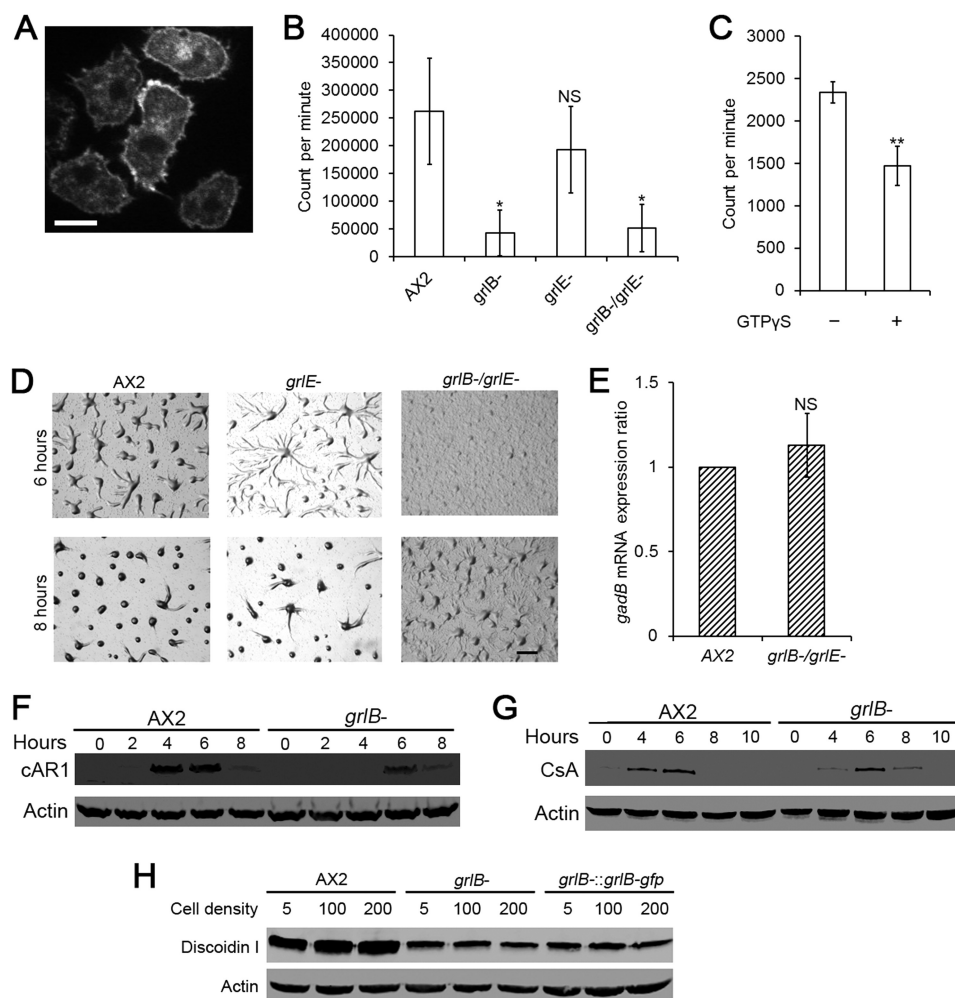 A
B
Count per minute
400000
350000
300000
250000
200000
150000
100000
50000
0
*
NS
*
AX2
grlB-
grlE-
grlB-/grlE-
C
Count per minute
3000
2500
2000
1500
1000
500
0
**
GTPγS
–
+
D
AX2
grlE-
grlB-/grlE-
6 hours
8 hours
E
gadB mRNA expression ratio
1.5
1
0.5
0
NS
AX2
grlB-/grlE-
F
AX2
grlB-
Hours
0 2 4 6 8 0 2 4 6 8
cAR1
Actin
G
AX2
grlB-
Hours
0 4 6 8 10 0 4 6 8 10
CsA
Actin
H
AX2
grlB-
grlB-::grlB-gfp
Cell density
5 100 200 5 100 200 5 100 200
Discoidin I
Actin